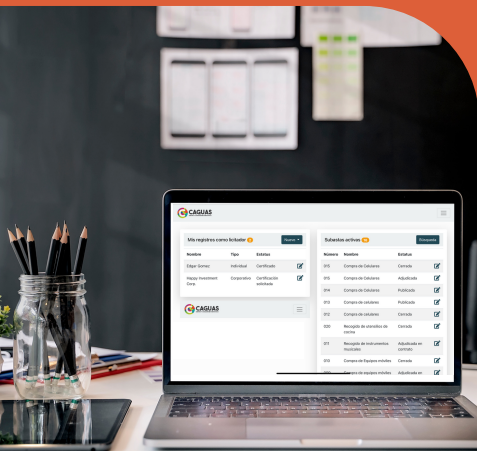 CAGUAS
Mis registros como licitador
Nuevo
Nombre Tipo Estatus
Edgar Gomes Individual Certificado
Happy Investment Corporativo Certificación
Corp. solicitada
CAGUAS
Subastas activas
Búsqueda
Número Nombre Estatus
015 Compra de Celulares Cerrada
015 Compra de Celulares Adjudicada
014 Compra de Celulares Publicada
013 Compra de celulares Publicada
012 Compra de celulares Cerrada
020 Recogido de utensilios de Cerrada
cocina
011 Recogido de instrumentos Adjudicada en
musicales contrato
010 Compra de Equipos móviles Cerrada
Compra de equipos móviles Adjudicada en